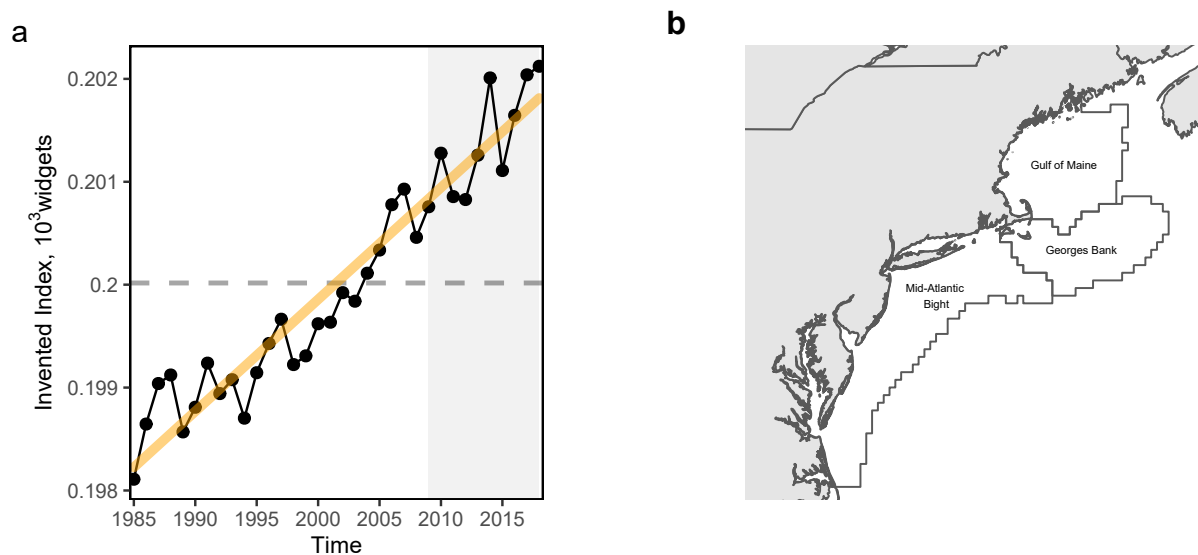 a
0.202
0.201
0.2
0.199
0.198
Invented Index, 10³widgets
1985 1990 1995 2000 2005 2010 2015
Time
b
Gulf of Maine
Georges Bank
Mid-Atlantic
Bight